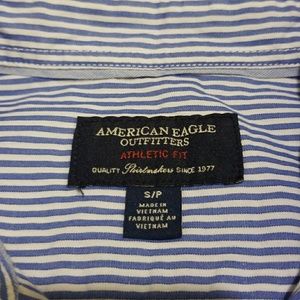 AMERICAN EAGLE
OUTFITTERS
ATHLETIC FIT
QUALITY Shirtmakers SINCE 1977
S/P
MADE IN
VIETNAM
FABRIQUÉ AU
VIETNAM